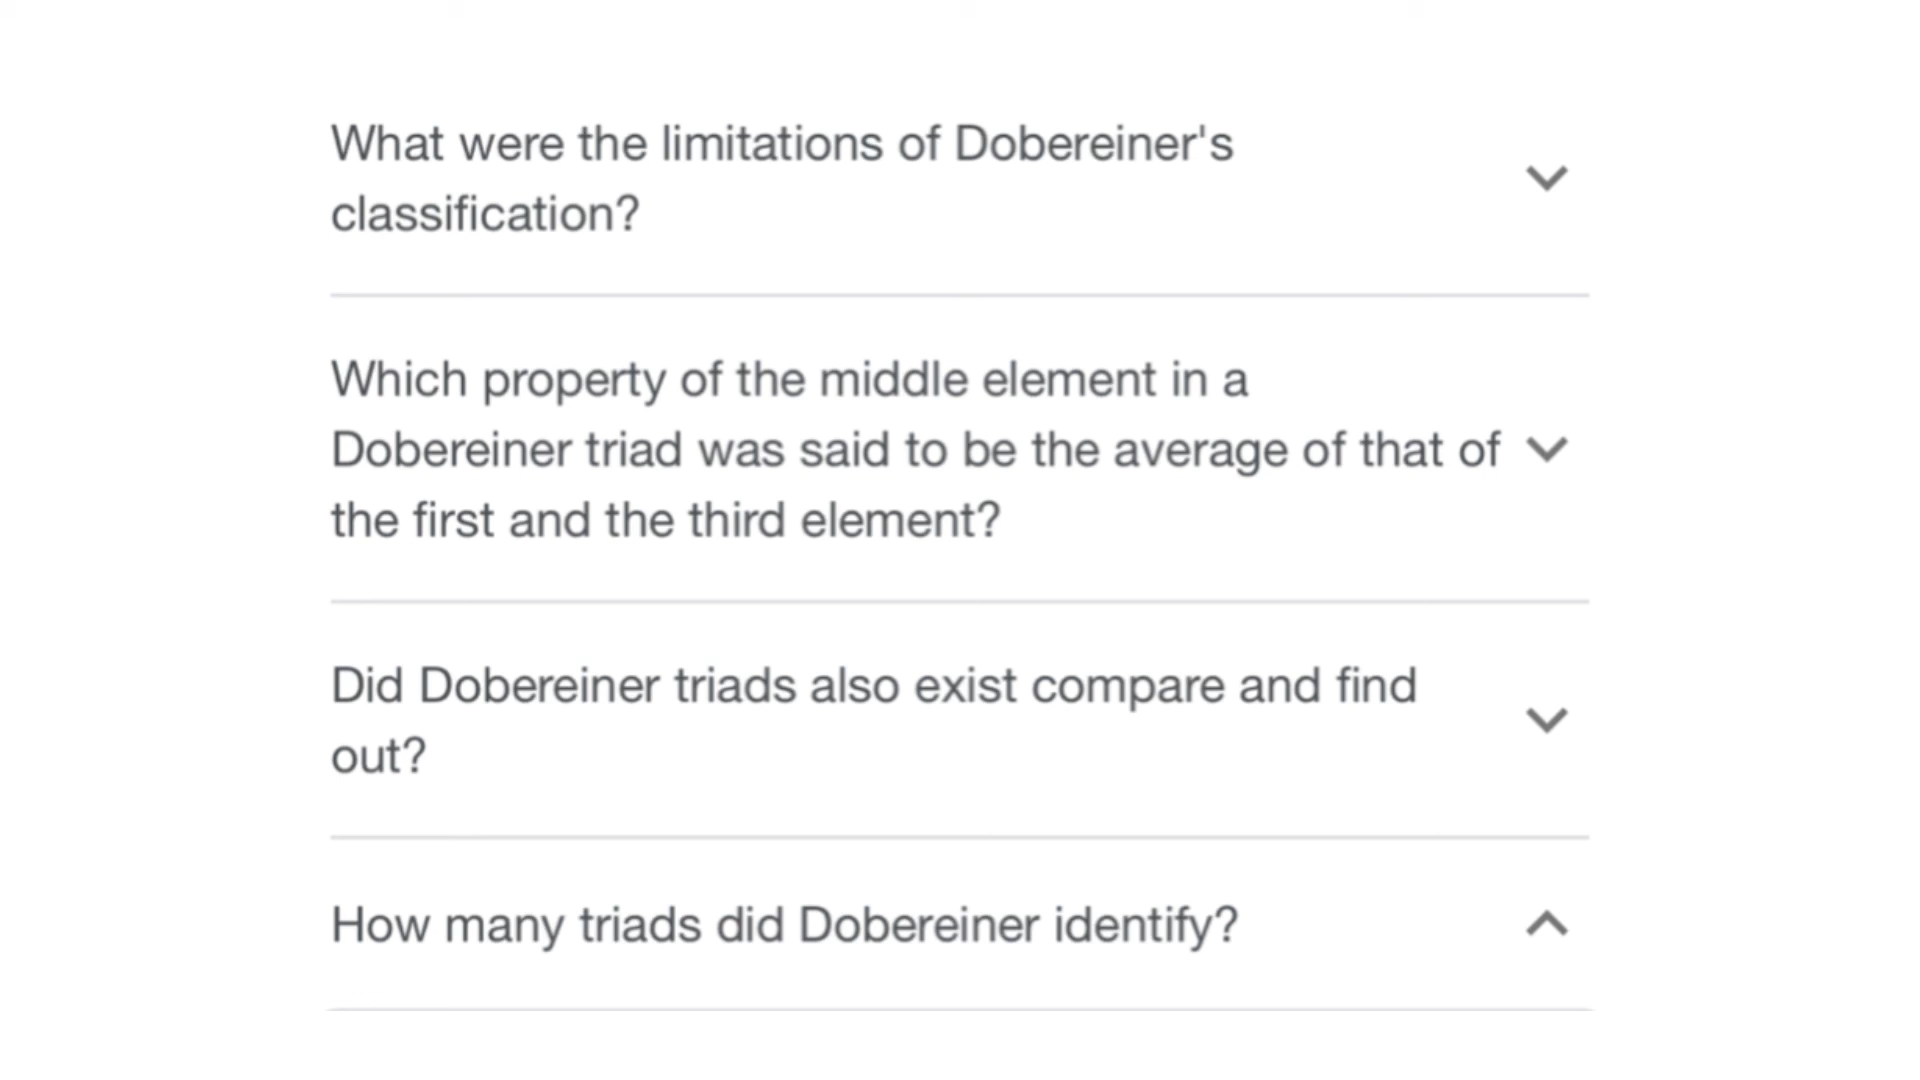 What were the limitations of Dobereiner's
classification?
Which property of the middle element in a
Dobereiner triad was said to be the average of that of
the first and the third element?
Did Dobereiner triads also exist compare and find
out?
How many triads did Dobereiner identify?